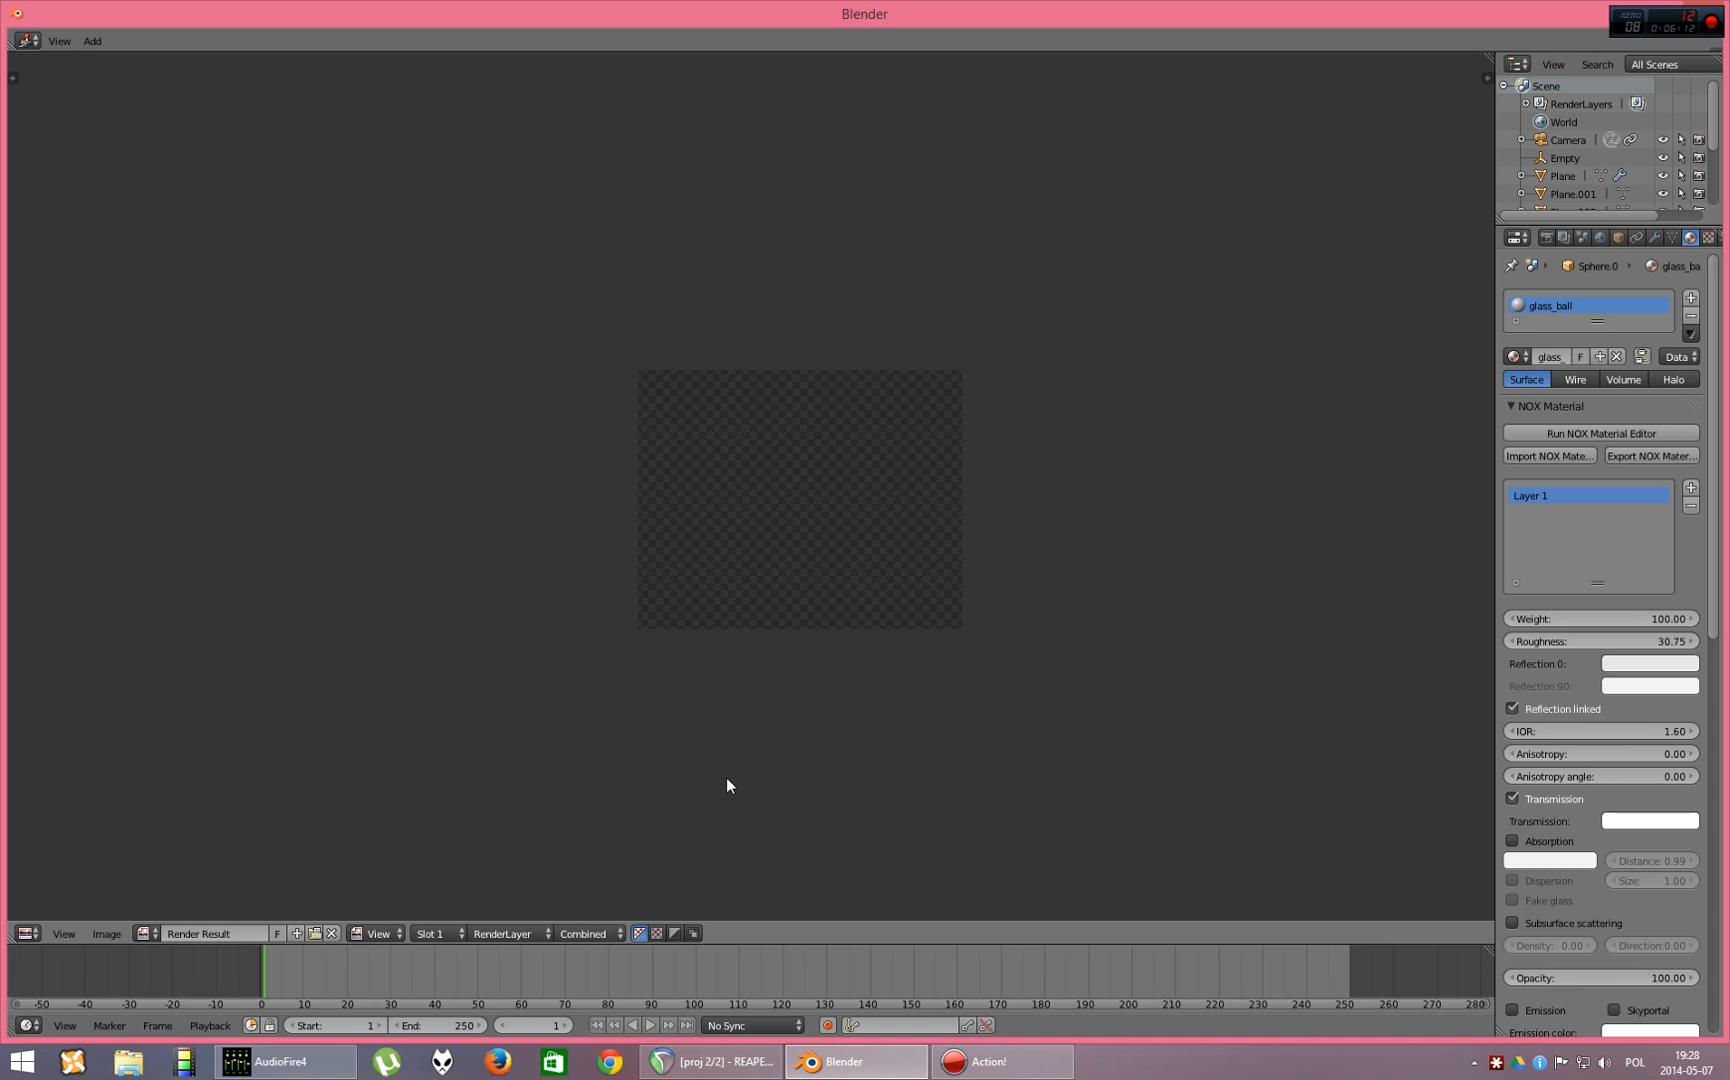 Blender
AERO 12
08 0:06:12
View Add
View Search All Scenes
Scene
RenderLayers
World
Camera
Empty
Plane
Plane.001
Sphere.0 glass_ba
glass_ball
glass_ F Data
Surface Wire Volume Halo
NOX Material
Run NOX Material Editor
Import NOX Mate... Export NOX Mater...
Layer 1
Weight: 100.00
Roughness: 30.75
Reflection 0:
Reflection 90:
Reflection linked
IOR: 1.60
Anisotropy: 0.00
Anisotropy angle: 0.00
Transmission
Transmission:
Absorption
Distance: 0.99
Dispersion Size: 1.00
Fake glass
Subsurface scattering
Density: 0.00 Direction:0.00
Opacity: 100.00
Emission Skyportal
Emission color:
View Image Render Result F View Slot 1 RenderLayer Combined
-50 -40 -30 -20 -10 0 10 20 30 40 50 60 70 80 90 100 110 120 130 140 150 160 170 180 190 200 210 220 230 240 250 260 270 280
View Marker Frame Playback Start: 1 End: 250 1 No Sync
AudioFire4 [proj 2/2] - REAPE... Blender Action! POL 19:28
2014-05-07